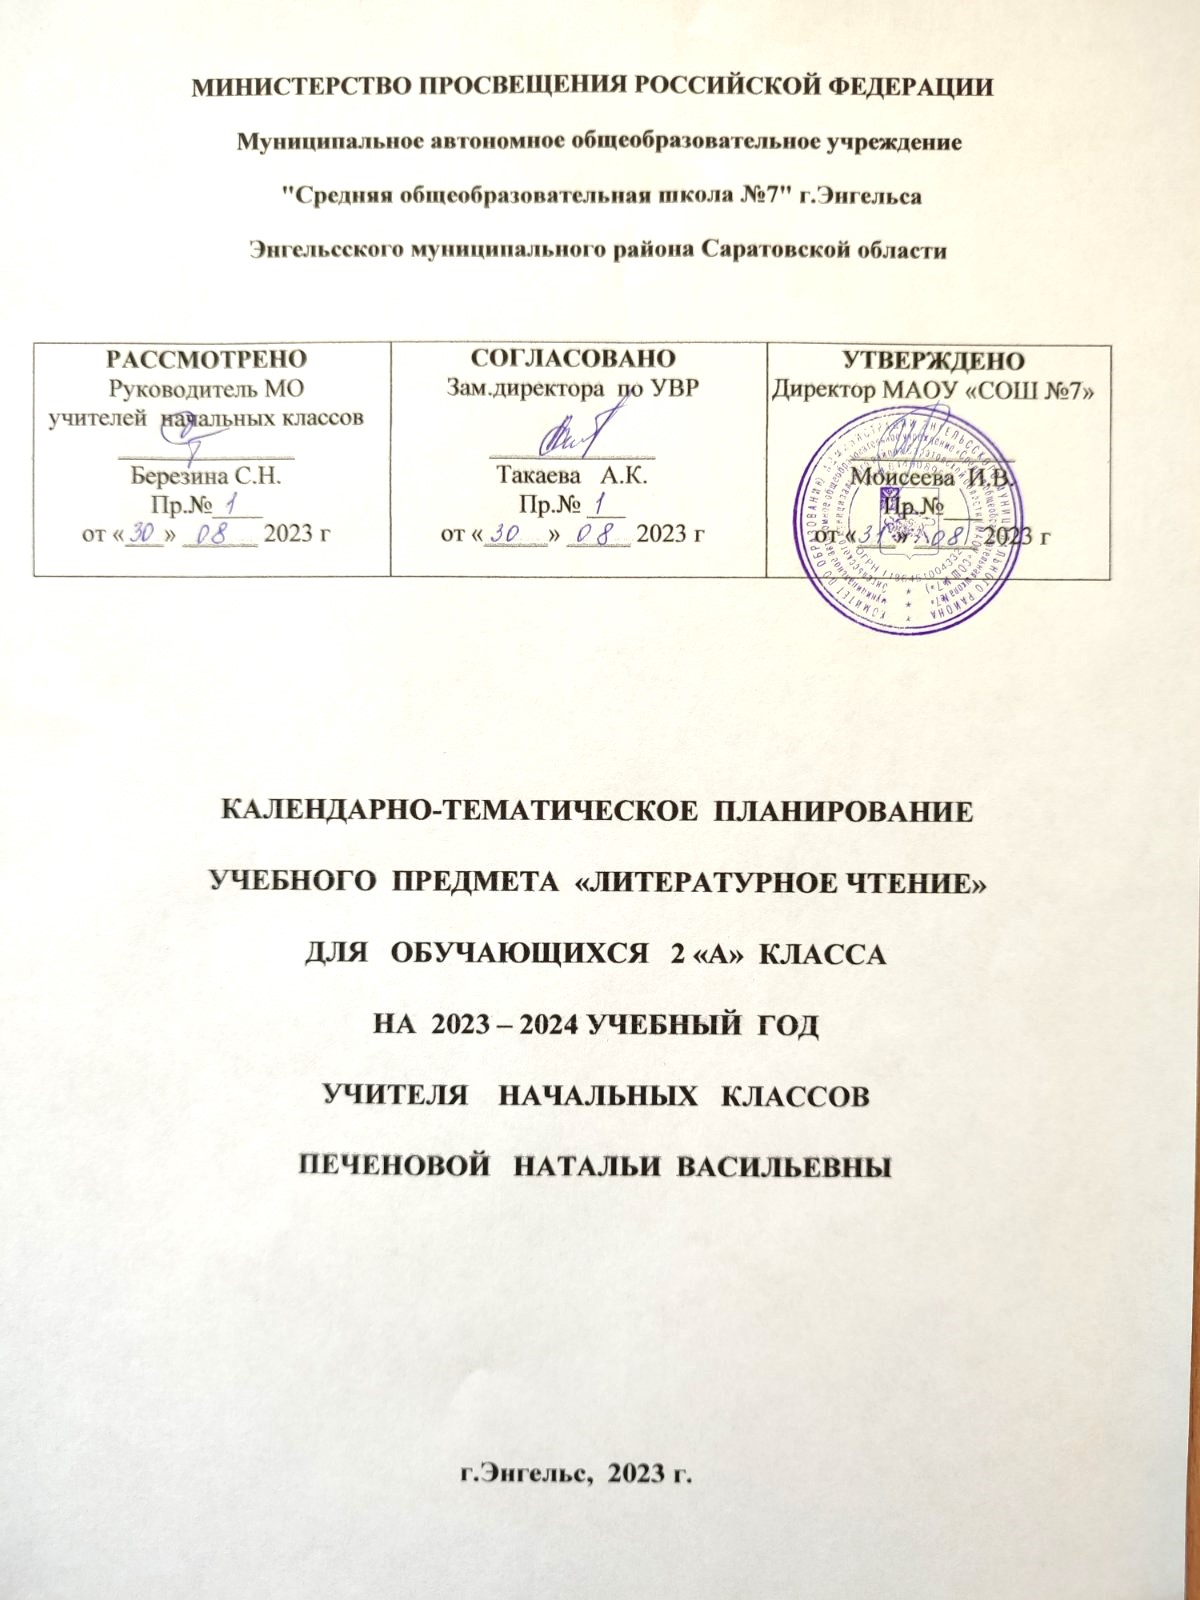 МИНИСТЕРСТВО ПРОСВЕЩЕНИЯ РОССИЙСКОЙ ФЕДЕРАЦИИ
Муниципальное автономное общеобразовательное учреждение
"Средняя общеобразовательная школа №7" г.Энгельса
Энгельсского муниципального района Саратовской области
РАССМОТРЕНО
Руководитель МО
учителей начальных классов
Березина С.Н.
Пр.№ 1
от «30» 08 2023 г
СОГЛАСОВАНО
Зам.директора по УВР
Такаева А.К.
Пр.№ 1
от «30» 08 2023 г
УТВЕРЖДЕНО
Директор МАОУ «СОШ №7»
Моисеева И.В.
Пр.№
от «31» 08 2023 г
КАЛЕНДАРНО-ТЕМАТИЧЕСКОЕ ПЛАНИРОВАНИЕ
УЧЕБНОГО ПРЕДМЕТА «ЛИТЕРАТУРНОЕ ЧТЕНИЕ»
ДЛЯ ОБУЧАЮЩИХСЯ 2 «А» КЛАССА
НА 2023 – 2024 УЧЕБНЫЙ ГОД
УЧИТЕЛЯ НАЧАЛЬНЫХ КЛАССОВ
ПЕЧЕНОВОЙ НАТАЛЬИ ВАСИЛЬЕВНЫ
г.Энгельс, 2023 г.